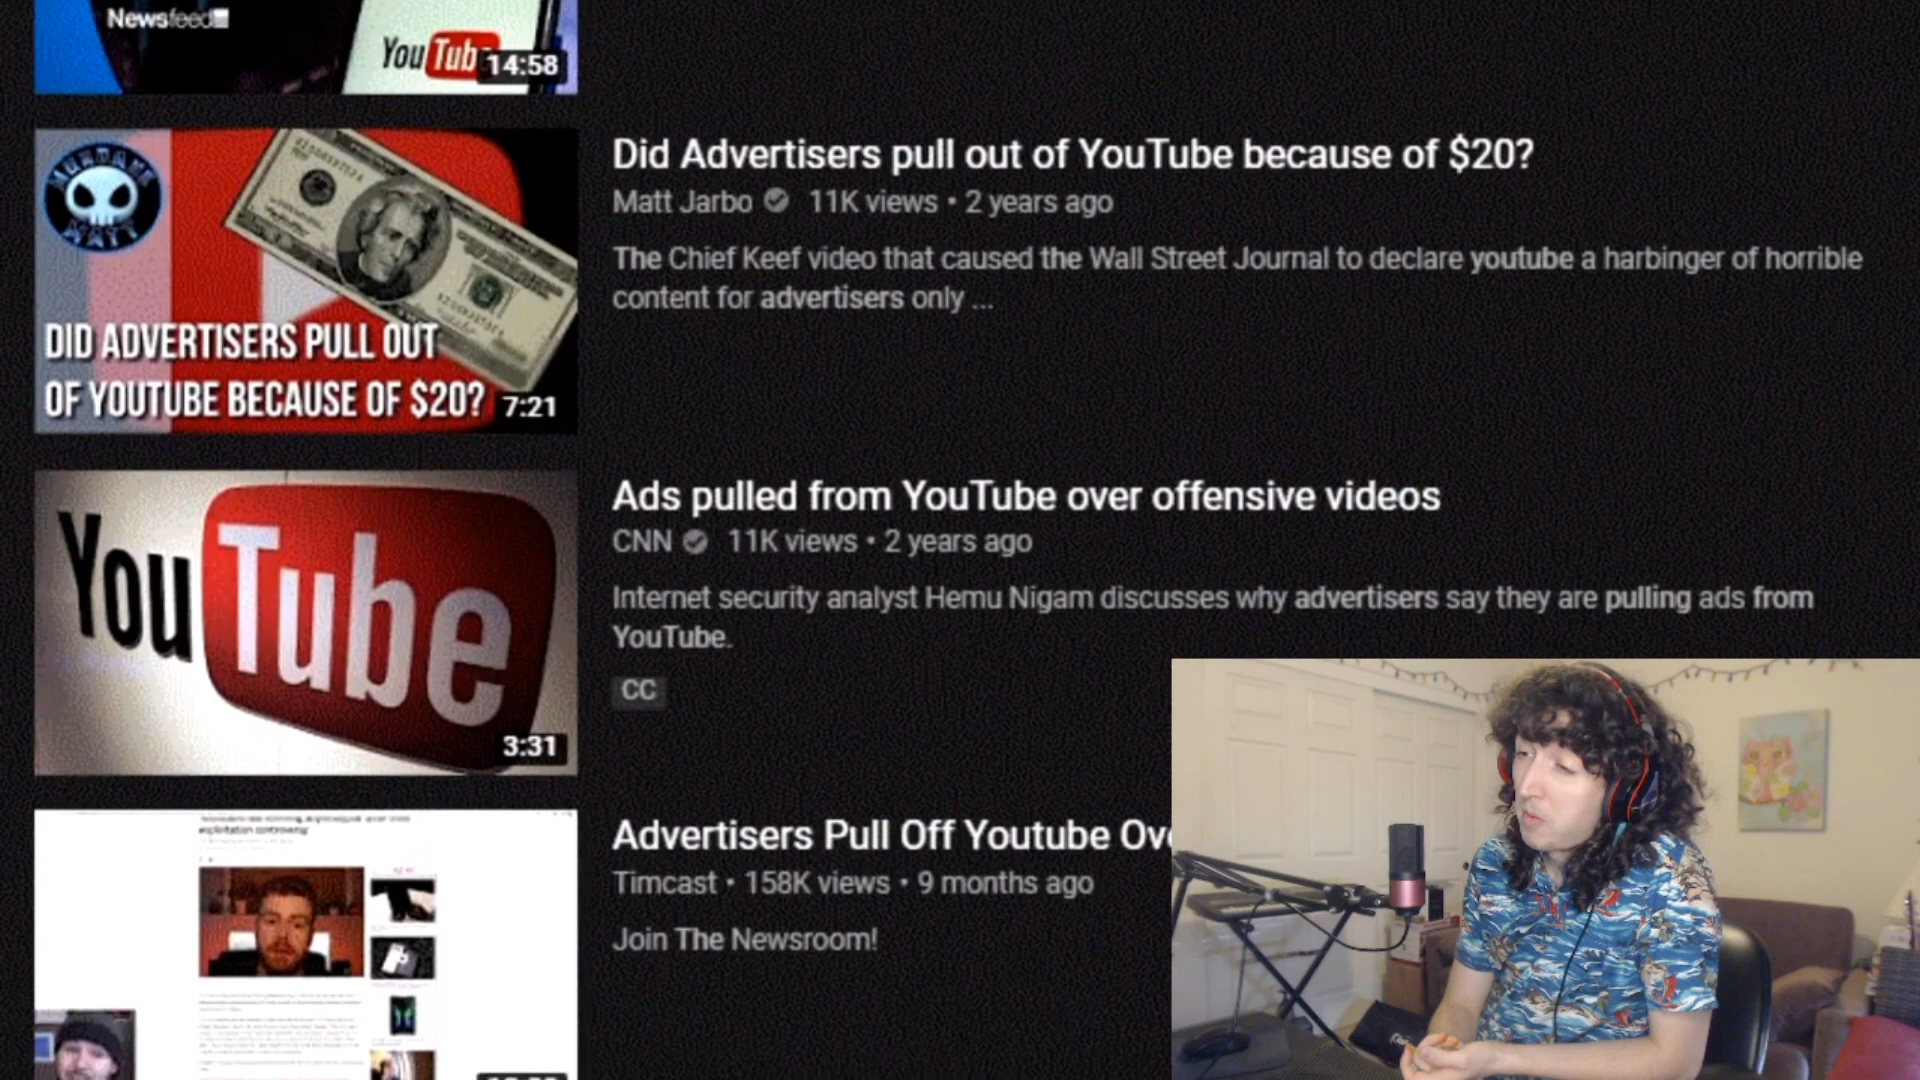 Newsfeed
YouTub
14:58
Did Advertisers pull out of YouTube because of $20?
Matt Jarbo 11K views • 2 years ago
The Chief Keef video that caused the Wall Street Journal to declare youtube a harbinger of horrible
content for advertisers only ...
MUNDANE
MATT
DID ADVERTISERS PULL OUT
OF YOUTUBE BECAUSE OF $20?
7:21
Ads pulled from YouTube over offensive videos
CNN 11K views • 2 years ago
Internet security analyst Hemu Nigam discusses why advertisers say they are pulling ads from
YouTube.
CC
YouTube
3:31
Advertisers Pull Off Youtube Ov
Timcast • 158K views • 9 months ago
Join The Newsroom!
exploitation controversy